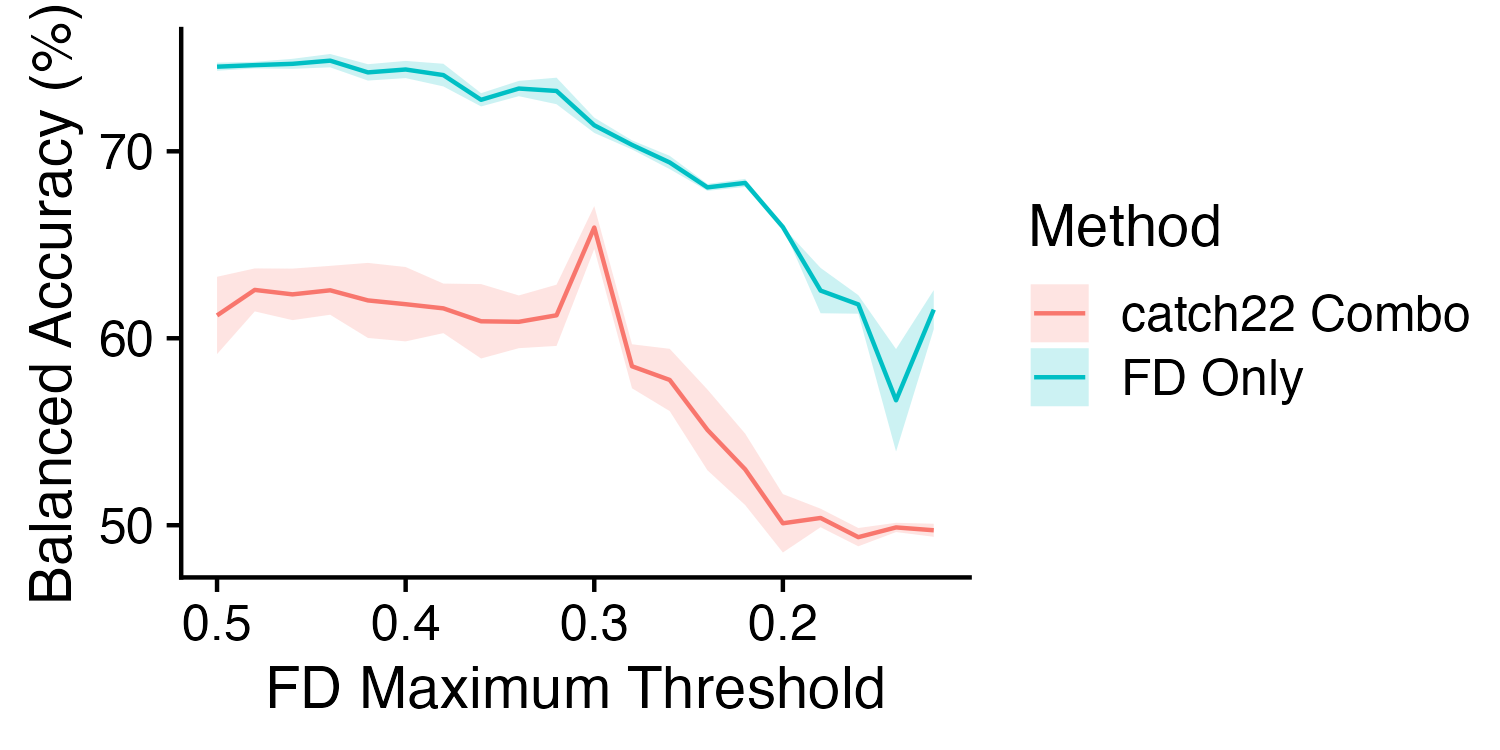 Balanced Accuracy (%)
70
60
50
0.5 0.4 0.3 0.2
FD Maximum Threshold
Method
catch22 Combo
FD Only